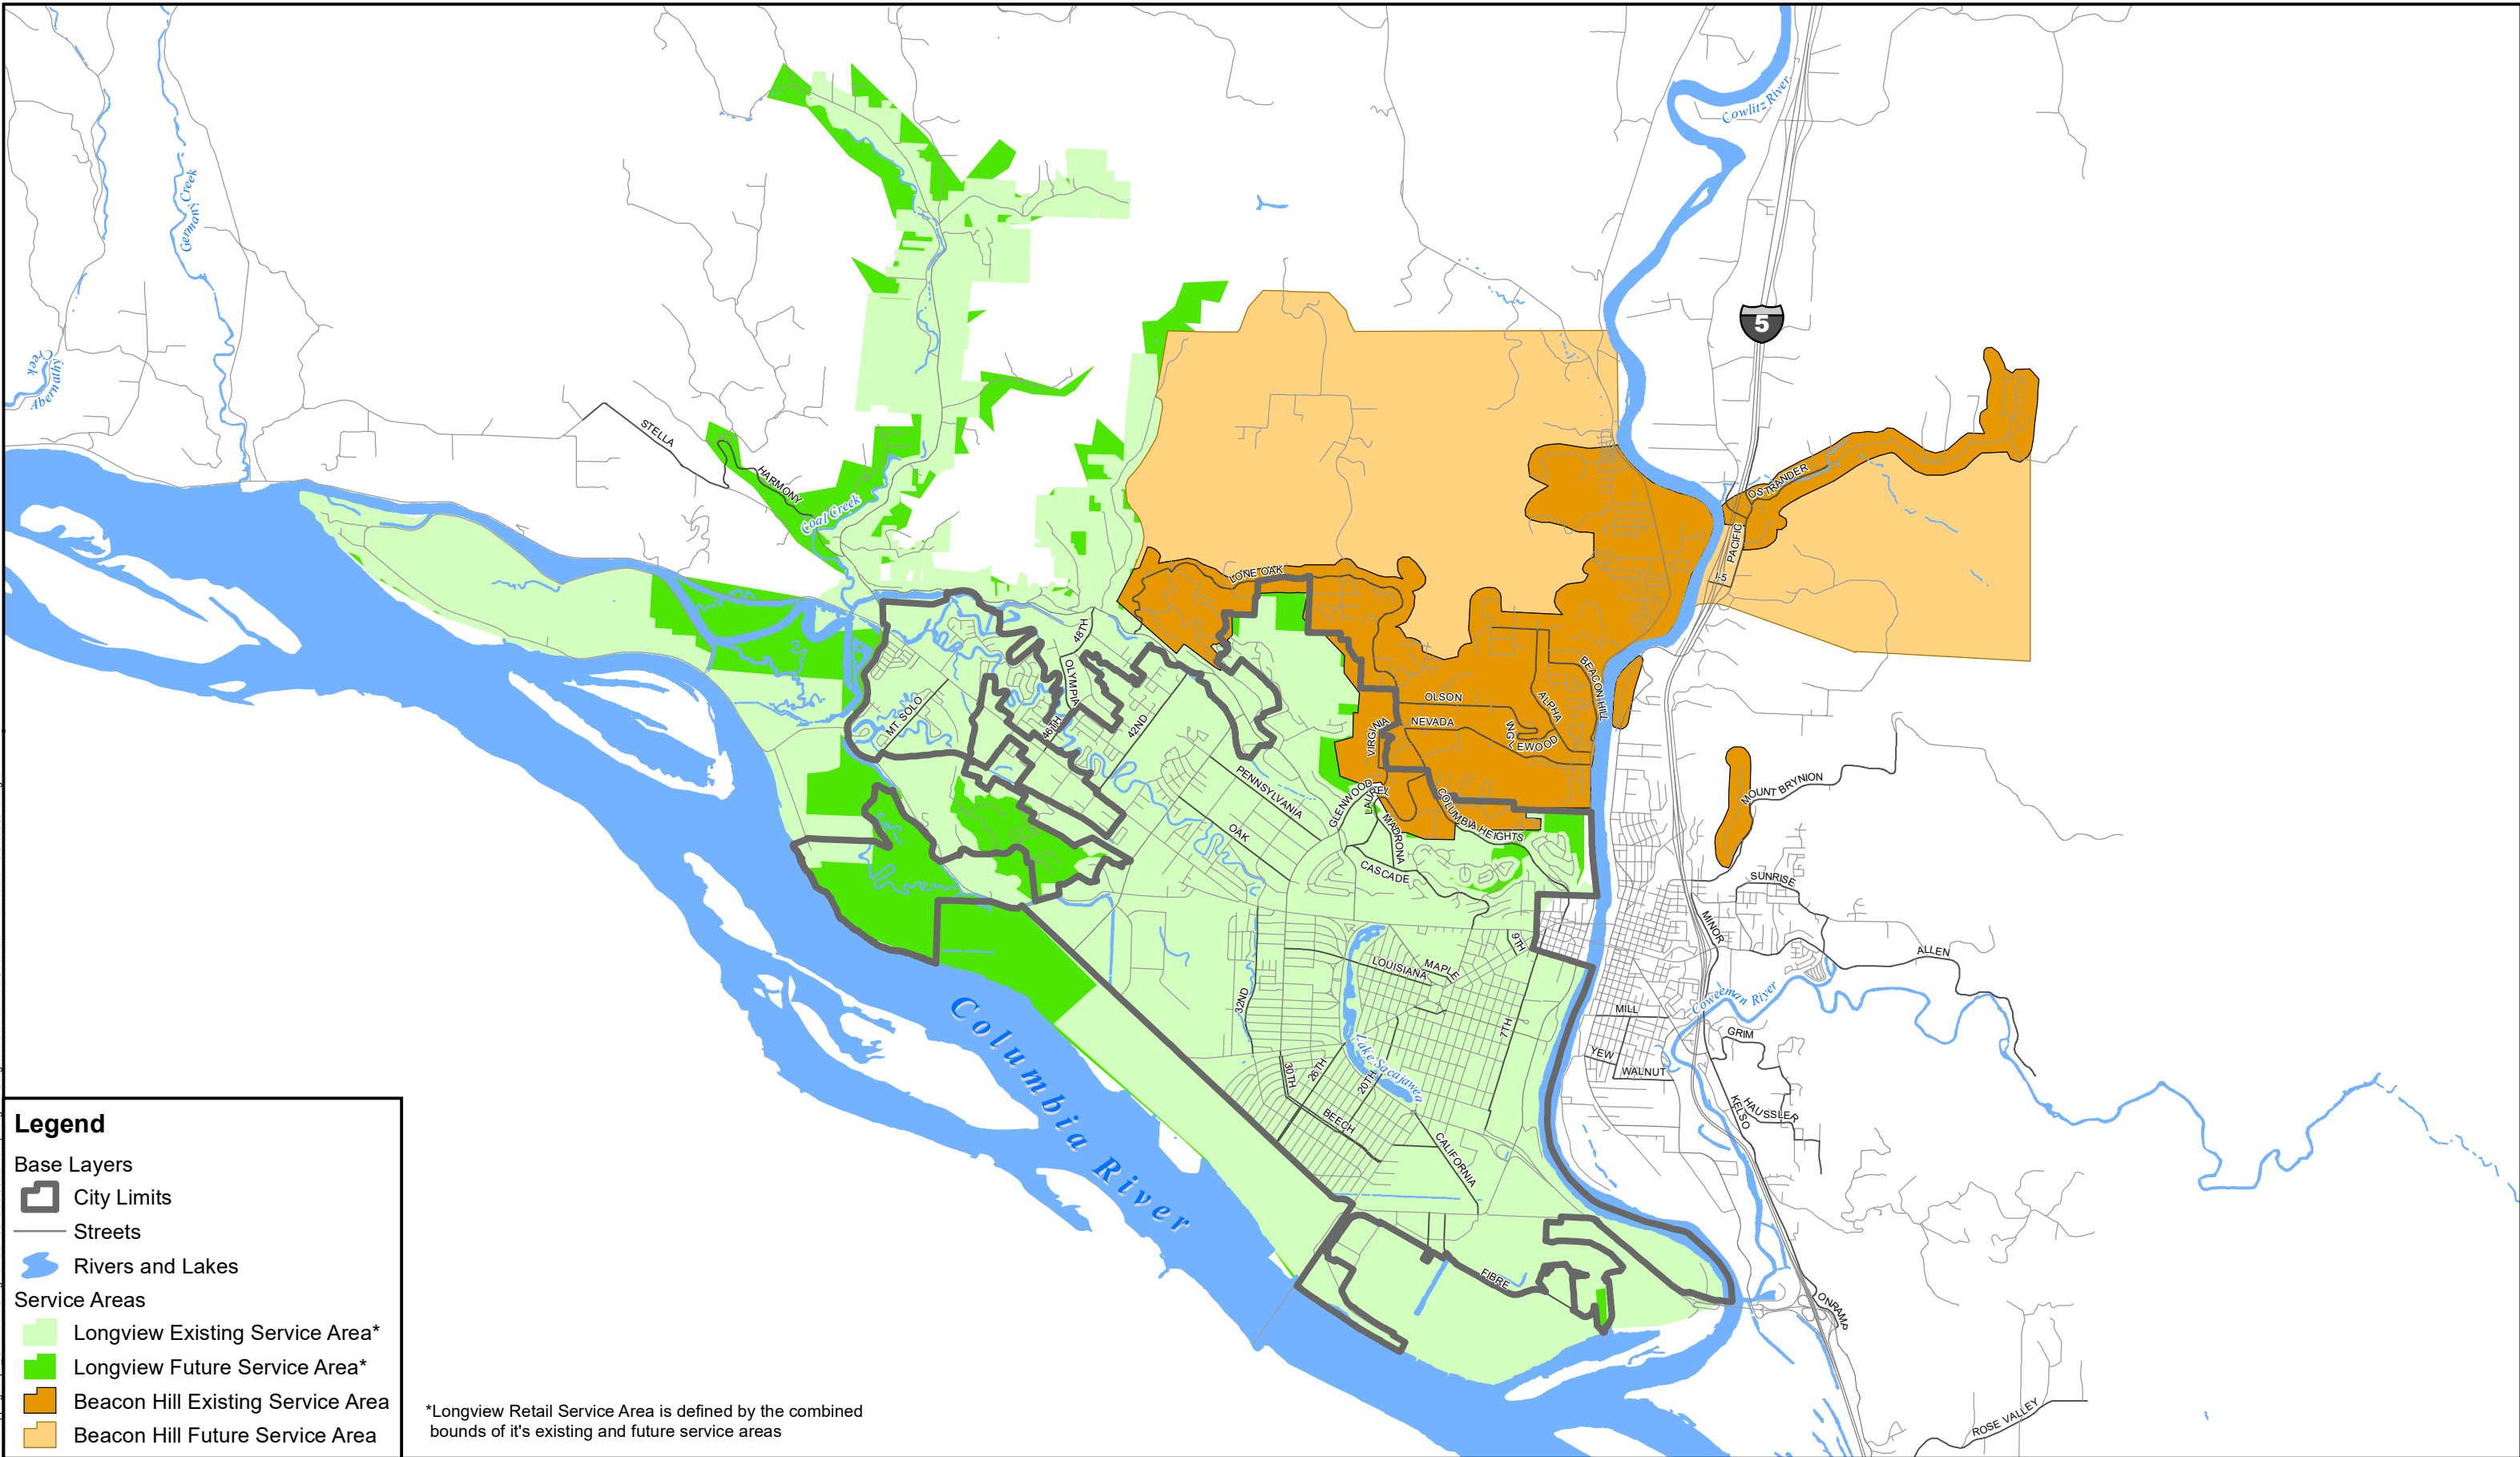 Cowlitz River
Germany Creek
5
Abernathy
Creek
STELLA
HARMONY
Coal Creek
OSTRANDER
PACIFIC
I-5
LONE OAK
48TH
OLYMPIA
46TH
42ND
MT. SOLO
OLSON
NEVADA
VIRGINIA
ALPHA
BEACON HILL
INGLEWOOD
PENNSYLVANIA
OAK
GLENWOOD
LAUREL
MADRONA
COLUMBIA HEIGHTS
CASCADE
MOUNT BRYNION
SUNRISE
MINOR
ALLEN
9TH
MAPLE
LOUISIANA
32ND
7TH
Lake Sacajawea
30TH
26TH
20TH
BEECH
CALIFORNIA
MILL
YEW
WALNUT
Coweeman River
GRIM
HAUSSLER
KELSO
Columbia River
FIBRE
ONRAMP
ROSE VALLEY
Legend
Base Layers
City Limits
Streets
Rivers and Lakes
Service Areas
Longview Existing Service Area*
Longview Future Service Area*
Beacon Hill Existing Service Area
Beacon Hill Future Service Area
*Longview Retail Service Area is defined by the combined
bounds of it's existing and future service areas